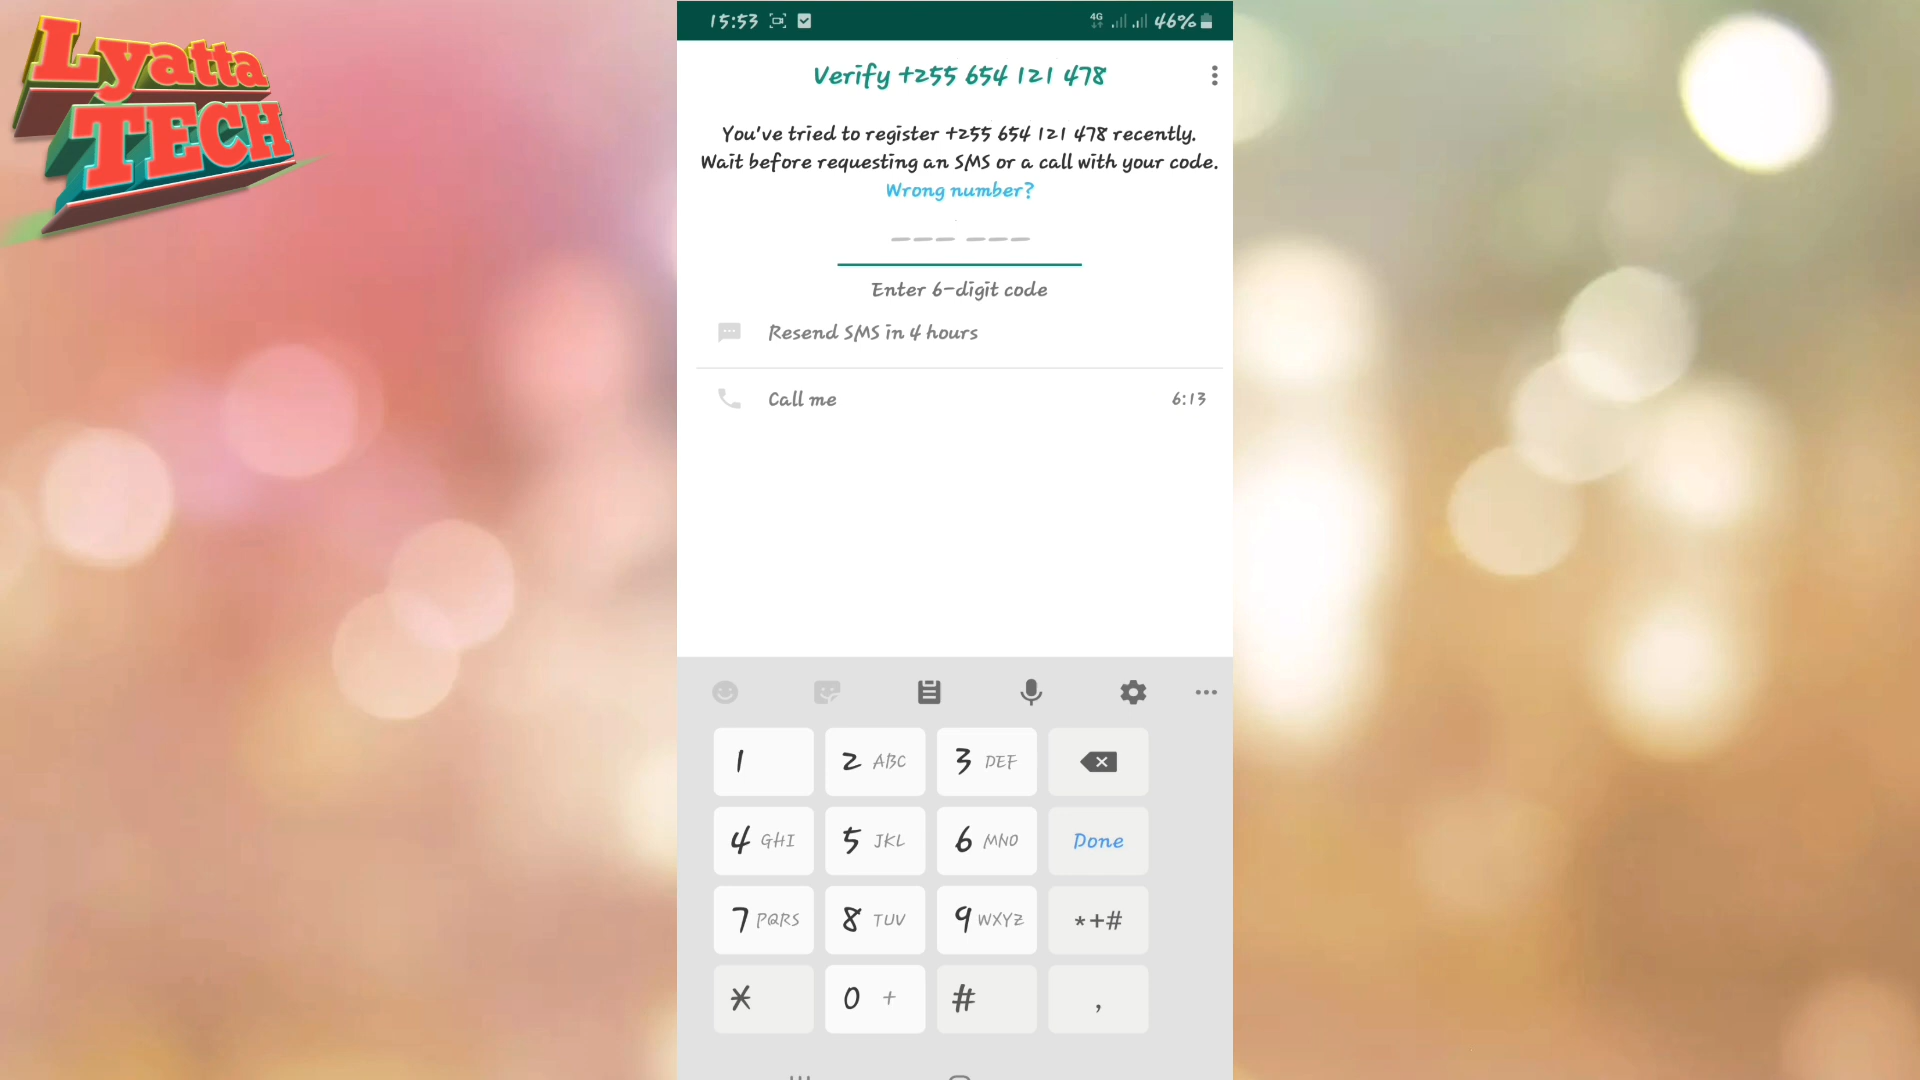 Lyatta
TECH
15:53
4G
46%
Verify +255 654 121 478
You've tried to register +255 654 121 478 recently.
Wait before requesting an SMS or a call with your code.
Wrong number?
Enter 6-digit code
Resend SMS in 4 hours
Call me 6:13
1 2 ABC 3 DEF
4 GHI 5 JKL 6 MNO Done
7 PQRS 8 TUV 9 WXYZ *+#
* 0 + # ,